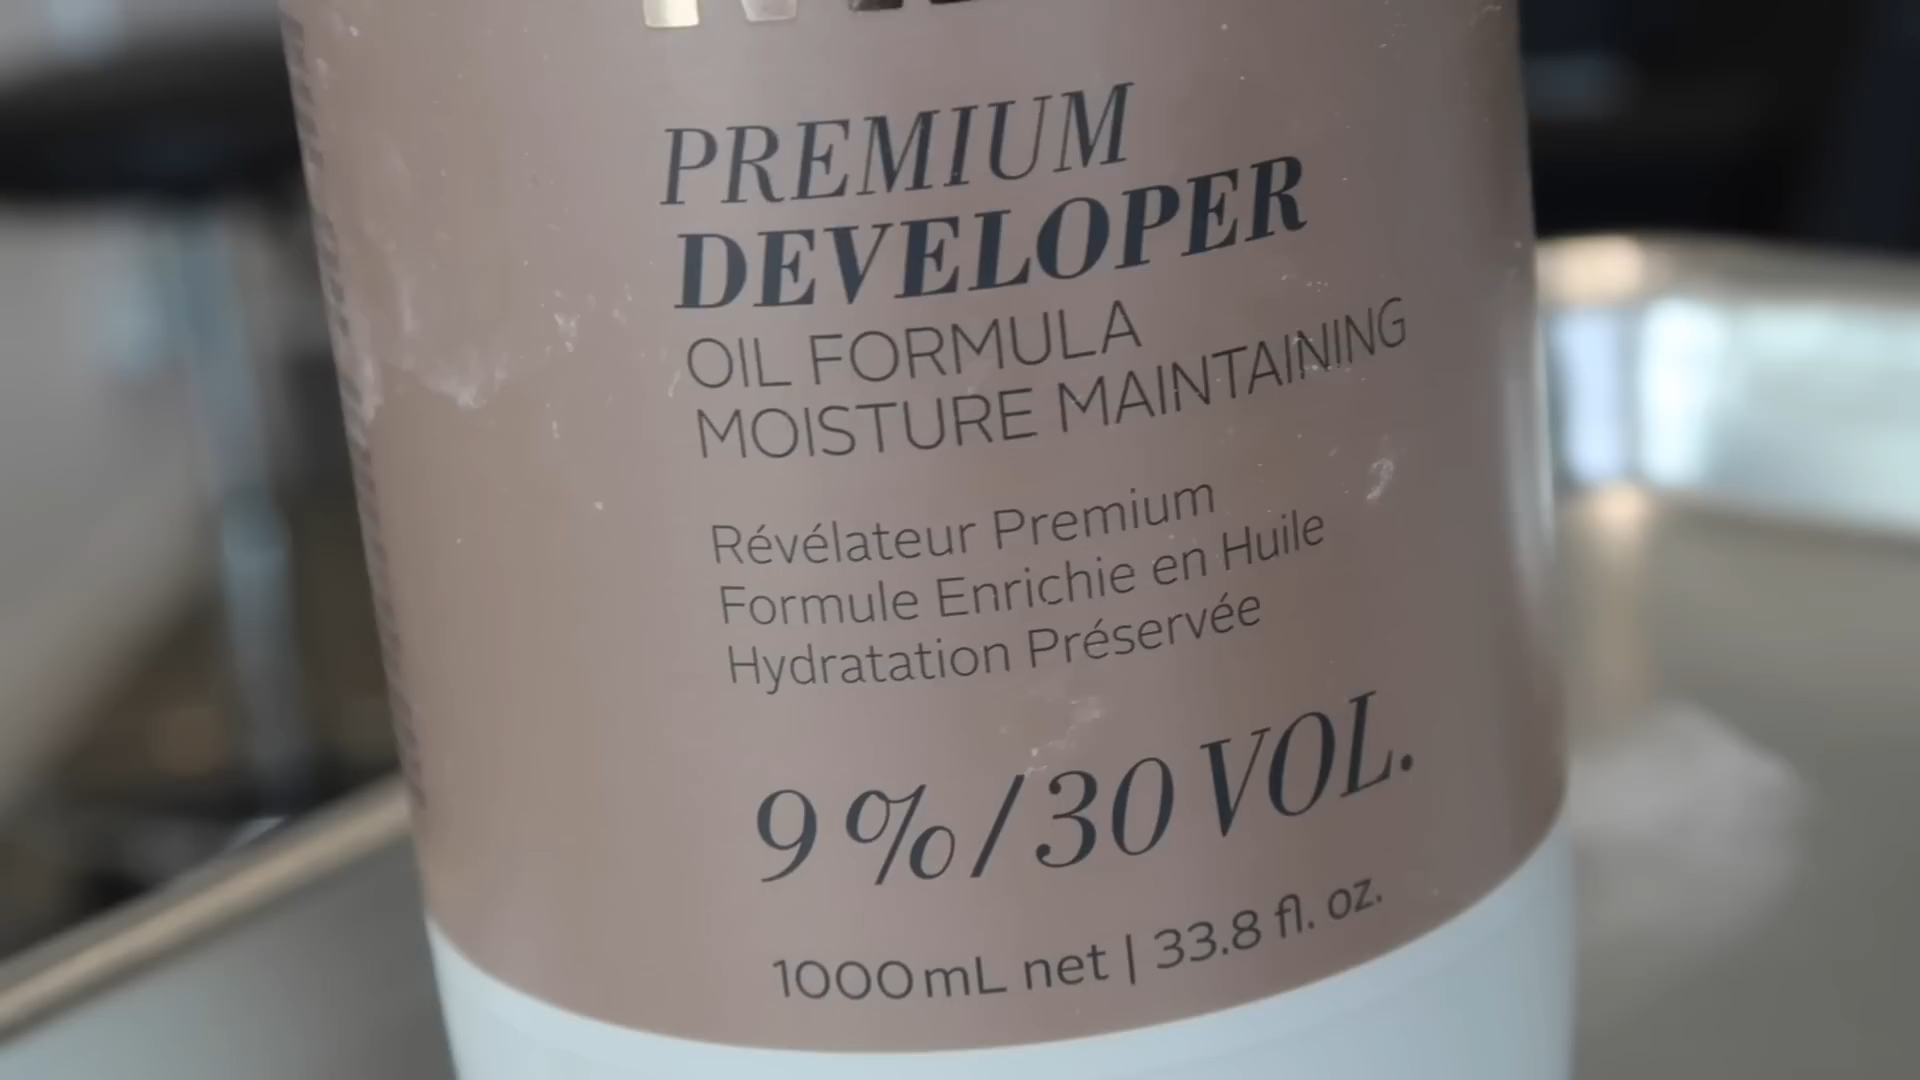 PREMIUM
DEVELOPER
OIL FORMULA
MOISTURE MAINTAINING
Révélateur Premium
Formule Enrichie en Huile
Hydratation Préservée
9%/30 VOL.
1000mL net | 33.8 fl. oz.